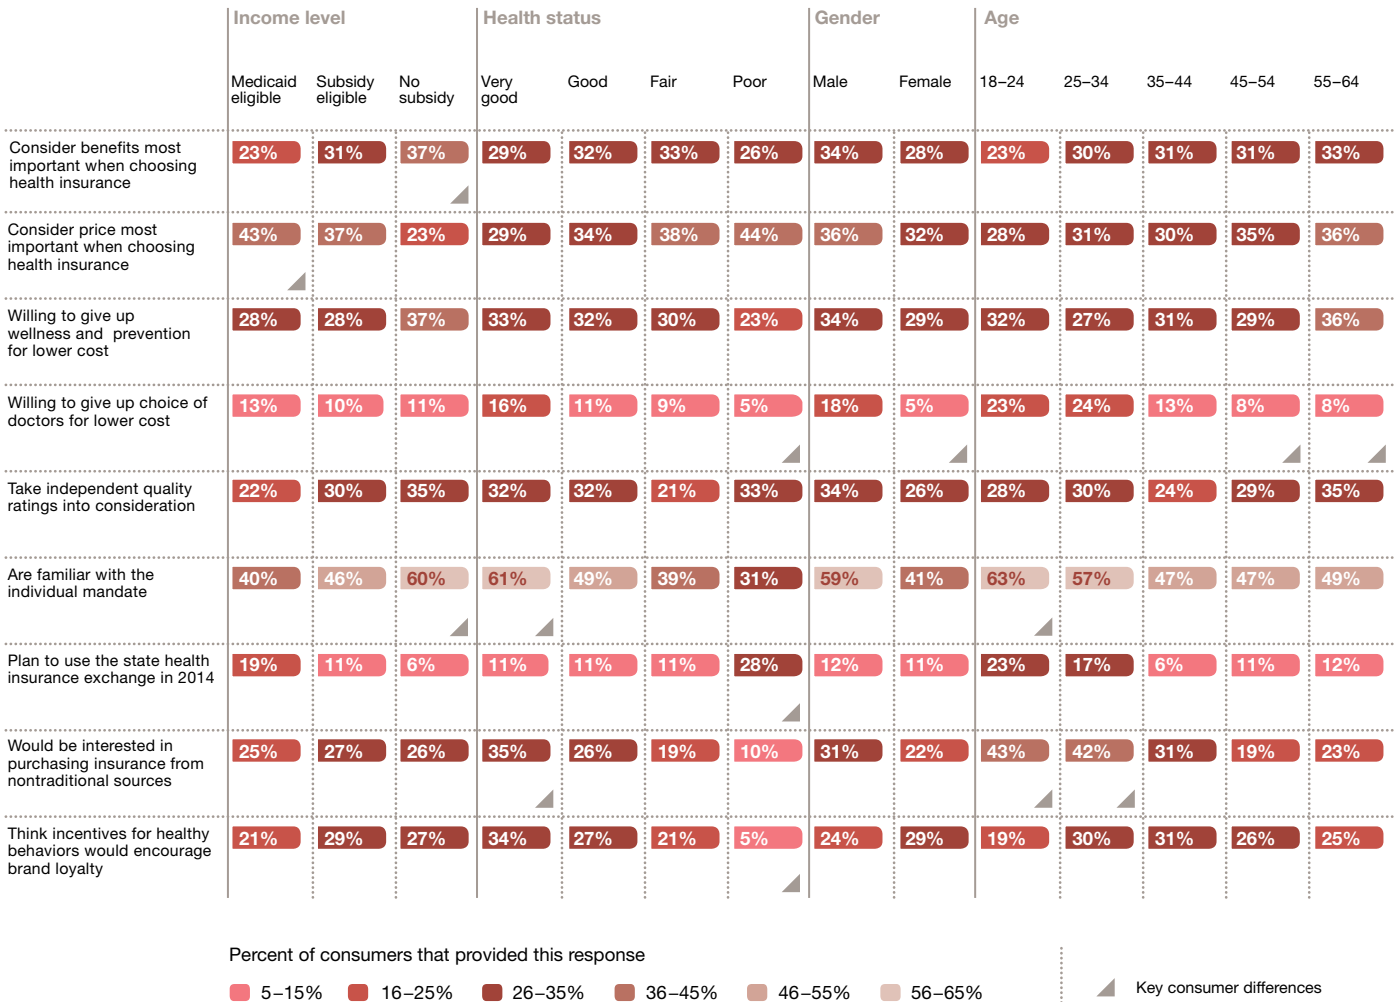 Income level Health status Gender Age
Medicaid eligible Subsidy eligible No subsidy Very good Good Fair Poor Male Female 18–24 25–34 35–44 45–54 55–64
Consider benefits most
important when choosing
health insurance
23% 31% 37% 29% 32% 33% 26% 34% 28% 23% 30% 31% 31% 33%
Consider price most
important when choosing
health insurance
43% 37% 23% 29% 34% 38% 44% 36% 32% 28% 31% 30% 35% 36%
Willing to give up
wellness and prevention
for lower cost
28% 28% 37% 33% 32% 30% 23% 34% 29% 32% 27% 31% 29% 36%
Willing to give up choice of
doctors for lower cost
13% 10% 11% 16% 11% 9% 5% 18% 5% 23% 24% 13% 8% 8%
Take independent quality
ratings into consideration
22% 30% 35% 32% 32% 21% 33% 34% 26% 28% 30% 24% 29% 35%
Are familiar with the
individual mandate
40% 46% 60% 61% 49% 39% 31% 59% 41% 63% 57% 47% 47% 49%
Plan to use the state health
insurance exchange in 2014
19% 11% 6% 11% 11% 11% 28% 12% 11% 23% 17% 6% 11% 12%
Would be interested in
purchasing insurance from
nontraditional sources
25% 27% 26% 35% 26% 19% 10% 31% 22% 43% 42% 31% 19% 23%
Think incentives for healthy
behaviors would encourage
brand loyalty
21% 29% 27% 34% 27% 21% 5% 24% 29% 19% 30% 31% 26% 25%
Percent of consumers that provided this response
5–15% 16–25% 26–35% 36–45% 46–55% 56–65%
Key consumer differences